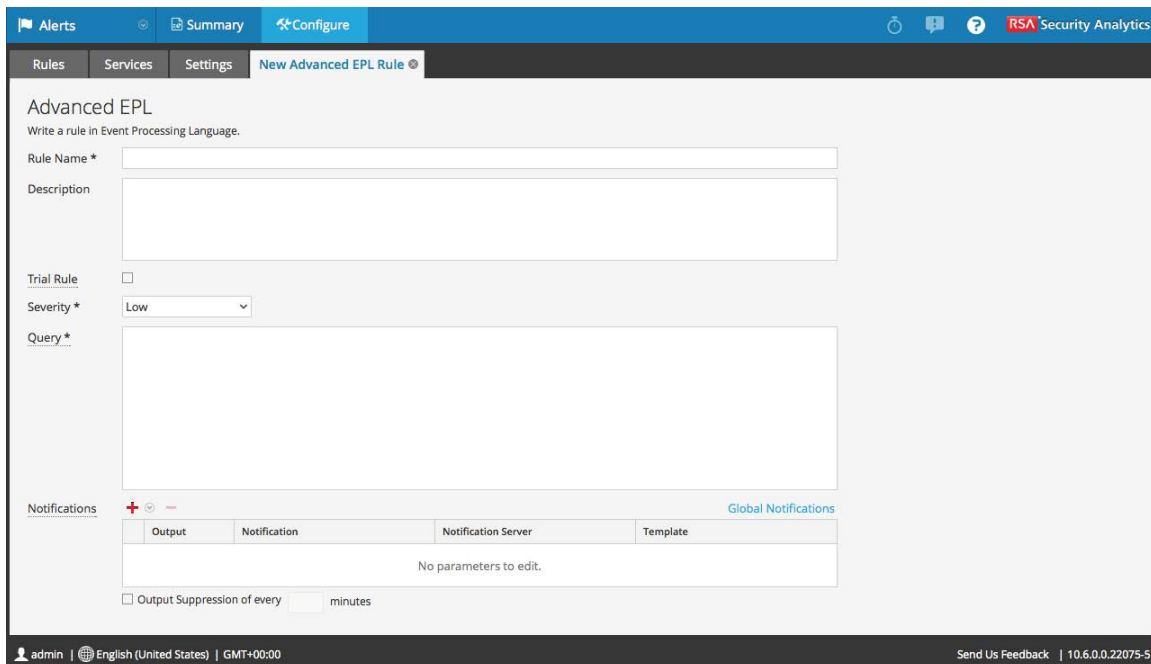 Alerts Summary Configure RSA Security Analytics
Rules Services Settings New Advanced EPL Rule
Advanced EPL
Write a rule in Event Processing Language.
Rule Name *
Description
Trial Rule
Severity * Low
Query *
Notifications Global Notifications
Output Notification Notification Server Template
No parameters to edit.
Output Suppression of every minutes
admin | English (United States) | GMT+00:00 Send Us Feedback | 10.6.0.0.22075-5